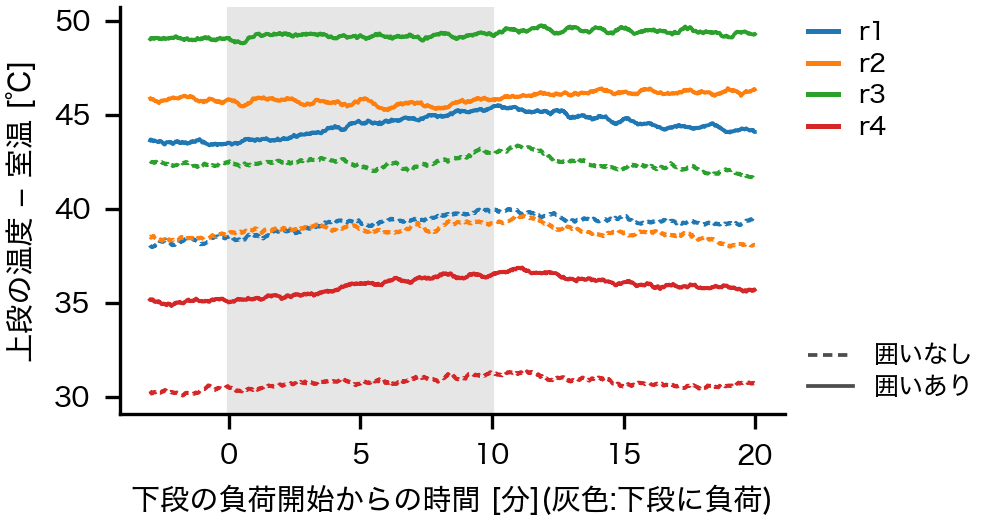 上段の温度 − 室温 [℃]
50
45
40
35
30
0 5 10 15 20
下段の負荷開始からの時間 [分](灰色:下段に負荷)
r1
r2
r3
r4
囲いなし
囲いあり